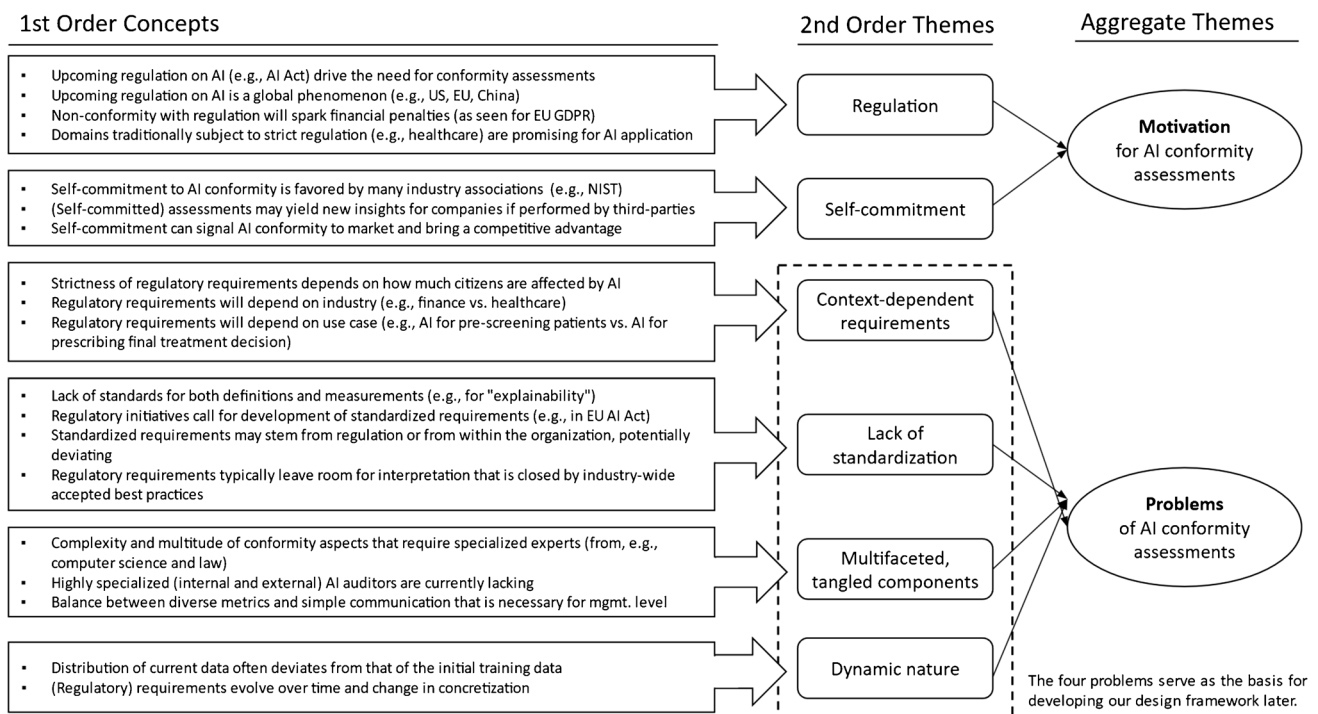 1st Order Concepts
2nd Order Themes
Aggregate Themes
▪ Upcoming regulation on AI (e.g., AI Act) drive the need for conformity assessments
▪ Upcoming regulation on AI is a global phenomenon (e.g., US, EU, China)
▪ Non-conformity with regulation will spark financial penalties (as seen for EU GDPR)
▪ Domains traditionally subject to strict regulation (e.g., healthcare) are promising for AI application
Regulation
Motivation
for AI conformity
assessments
▪ Self-commitment to AI conformity is favored by many industry associations (e.g., NIST)
▪ (Self-committed) assessments may yield new insights for companies if performed by third-parties
▪ Self-commitment can signal AI conformity to market and bring a competitive advantage
Self-commitment
▪ Strictness of regulatory requirements depends on how much citizens are affected by AI
▪ Regulatory requirements will depend on industry (e.g., finance vs. healthcare)
▪ Regulatory requirements will depend on use case (e.g., AI for pre-screening patients vs. AI for
prescribing final treatment decision)
Context-dependent
requirements
▪ Lack of standards for both definitions and measurements (e.g., for "explainability")
▪ Regulatory initiatives call for development of standardized requirements (e.g., in EU AI Act)
▪ Standardized requirements may stem from regulation or from within the organization, potentially
deviating
▪ Regulatory requirements typically leave room for interpretation that is closed by industry-wide
accepted best practices
Lack of
standardization
Problems
of AI conformity
assessments
▪ Complexity and multitude of conformity aspects that require specialized experts (from, e.g.,
computer science and law)
▪ Highly specialized (internal and external) AI auditors are currently lacking
▪ Balance between diverse metrics and simple communication that is necessary for mgmt. level
Multifaceted,
tangled components
▪ Distribution of current data often deviates from that of the initial training data
▪ (Regulatory) requirements evolve over time and change in concretization
Dynamic nature
The four problems serve as the basis for
developing our design framework later.